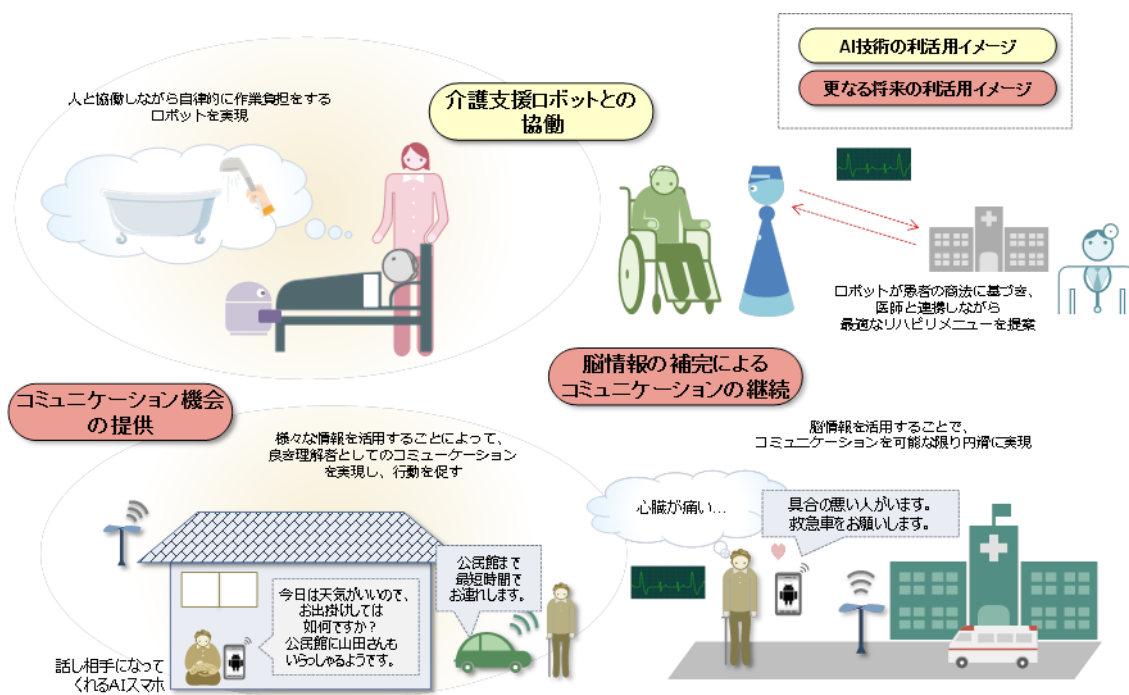 AI技術の利活用イメージ
更なる将来の利活用イメージ
人と協働しながら自律的に作業負担をする
ロボットを実現
介護支援ロボットとの
協働
ロボットが患者の商法に基づき、
医師と連携しながら
最適なリハビリメニューを提案
コミュニケーション機会
の提供
様々な情報を活用することによって、
良き理解者としてのコミューケーション
を実現し、行動を促す
今日は天気がいいので、
お出掛けしては
如何ですか？
公民館に山田さんも
いらっしゃるようです。
公民館まで
最短時間で
お連れします。
話し相手になって
くれるAIスマホ
脳情報の補完による
コミュニケーションの継続
脳情報を活用することで、
コミュニケーションを可能な限り円滑に実現
心臓が痛い…
具合の悪い人がいます。
救急車をお願いします。